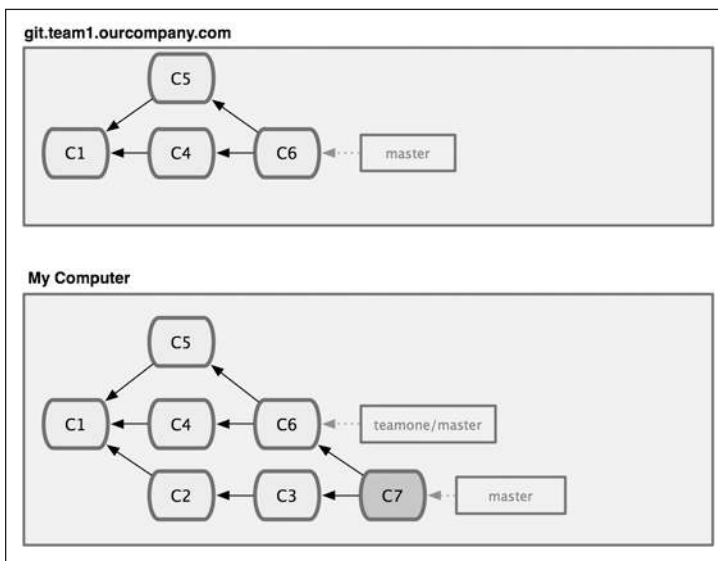 git.team1.ourcompany.com
C5
C1
C4
C6
master
My Computer
C5
C1
C4
C6
teamone/master
C2
C3
C7
master